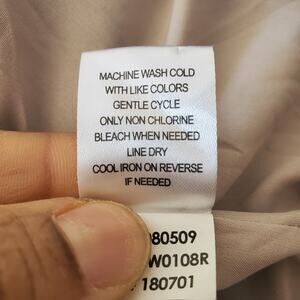 MACHINE WASH COLD
WITH LIKE COLORS
GENTLE CYCLE
ONLY NON CHLORINE
BLEACH WHEN NEEDED
LINE DRY
COOL IRON ON REVERSE
IF NEEDED
080509
W0108R
180701